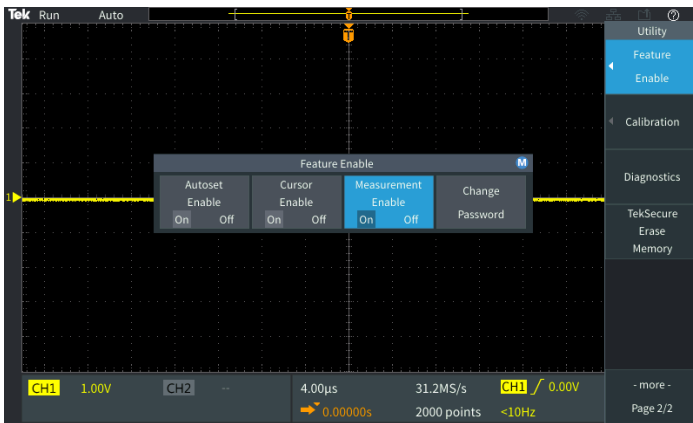 Tek Run Auto
T
T
?
Utility
Feature
Enable
Calibration
Diagnostics
TekSecure
Erase
Memory
- more -
Page 2/2
1
Feature Enable
M
Autoset
Enable
On Off
Cursor
Enable
On Off
Measurement
Enable
On Off
Change
Password
CH1 1.00V
CH2 --
4.00µs
0.00000s
31.2MS/s
2000 points
CH1 0.00V
<10Hz